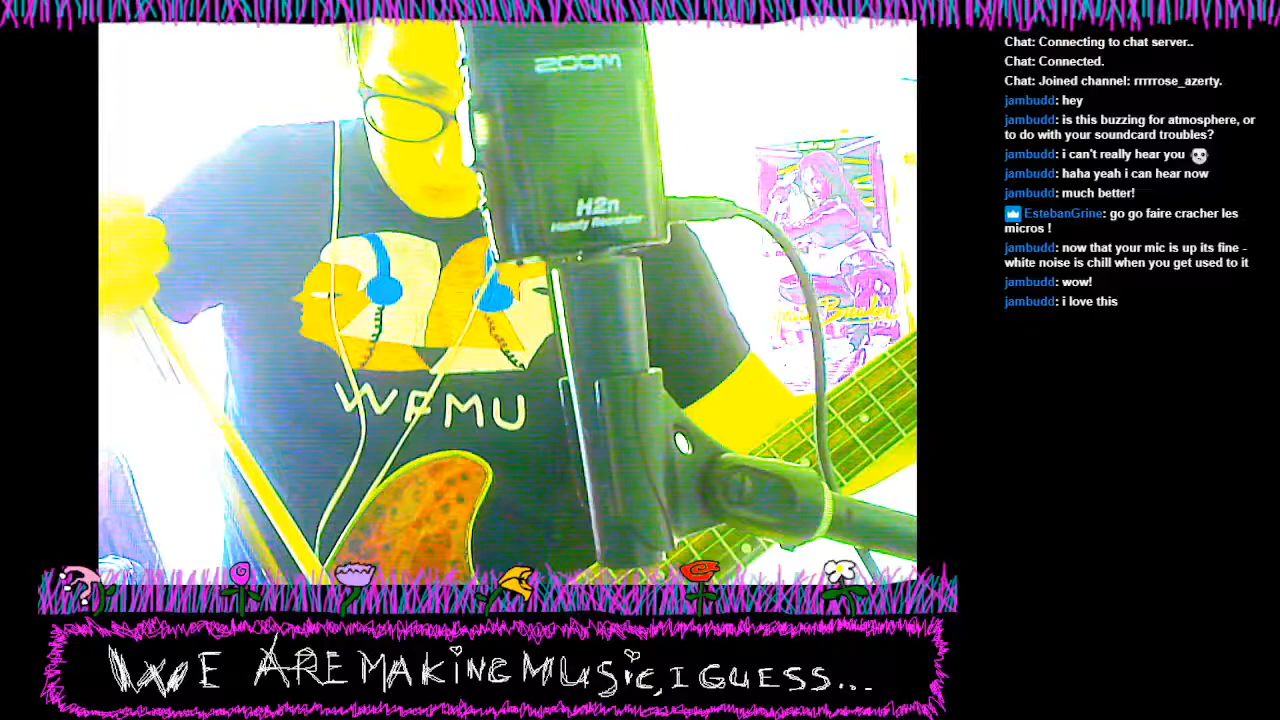 Chat: Connecting to chat server..
Chat: Connected.
Chat: Joined channel: rrrrrose_azerty.
jambudd: hey
jambudd: is this buzzing for atmosphere, or
to do with your soundcard troubles?
jambudd: i can't really hear you
jambudd: haha yeah i can hear now
jambudd: much better!
EstebanGrine: go go faire cracher les
micros !
jambudd: now that your mic is up its fine -
white noise is chill when you get used to it
jambudd: wow!
jambudd: i love this
ZOOM
H2n
Handy Recorder
WFMU
WE ARE MAKING MUSIC, I GUESS...